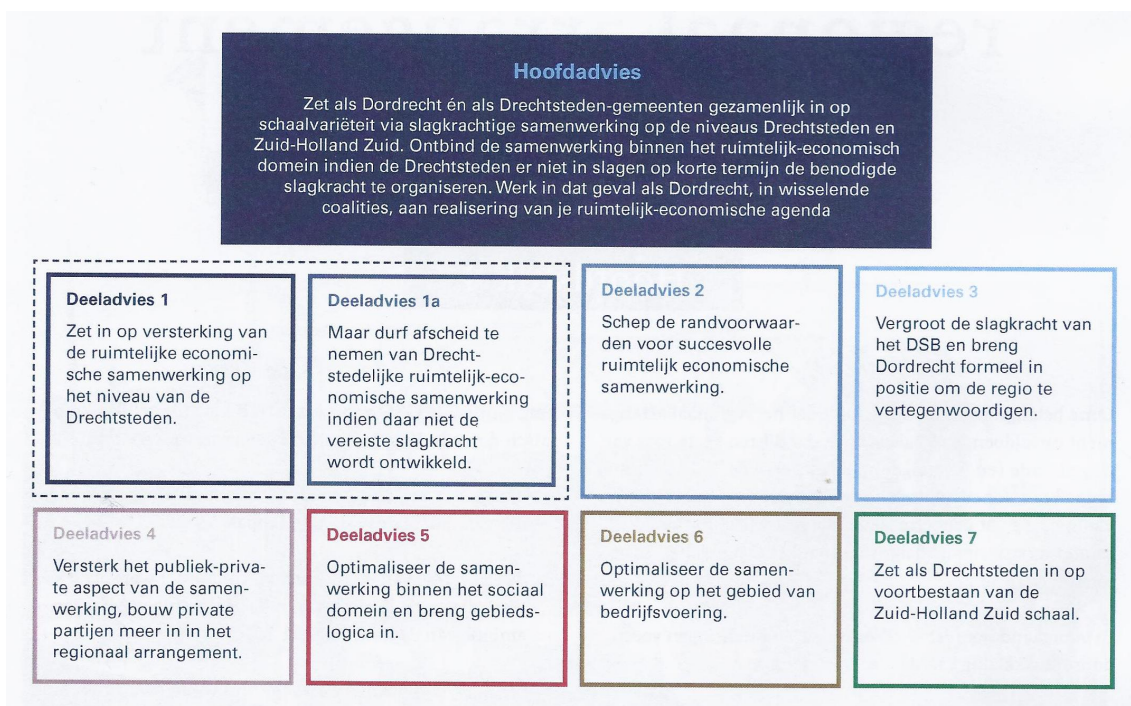 Hoofdadvies
Zet als Dordrecht én als Drechtsteden-gemeenten gezamenlijk in op
schaalvariëteit via slagkrachtige samenwerking op de niveaus Drechtsteden en
Zuid-Holland Zuid. Ontbind de samenwerking binnen het ruimtelijk-economisch
domein indien de Drechtsteden er niet in slagen op korte termijn de benodigde
slagkracht te organiseren. Werk in dat geval als Dordrecht, in wisselende
coalities, aan realisering van je ruimtelijk-economische agenda
Deeladvies 1
Zet in op versterking van
de ruimtelijke economi-
sche samenwerking op
het niveau van de
Drechtsteden.
Deeladvies 1a
Maar durf afscheid te
nemen van Drecht-
stedelijke ruimtelijk-eco-
nomische samenwerking
indien daar niet de
vereiste slagkracht
wordt ontwikkeld.
Deeladvies 2
Schep de randvoorwaar-
den voor succesvolle
ruimtelijk economische
samenwerking.
Deeladvies 3
Vergroot de slagkracht van
het DSB en breng
Dordrecht formeel in
positie om de regio te
vertegenwoordigen.
Deeladvies 4
Versterk het publiek-priva-
te aspect van de samen-
werking, bouw private
partijen meer in in het
regionaal arrangement.
Deeladvies 5
Optimaliseer de samen-
werking binnen het sociaal
domein en breng gebieds-
logica in.
Deeladvies 6
Optimaliseer de samen-
werking op het gebied van
bedrijfsvoering.
Deeladvies 7
Zet als Drechtsteden in op
voortbestaan van de
Zuid-Holland Zuid schaal.